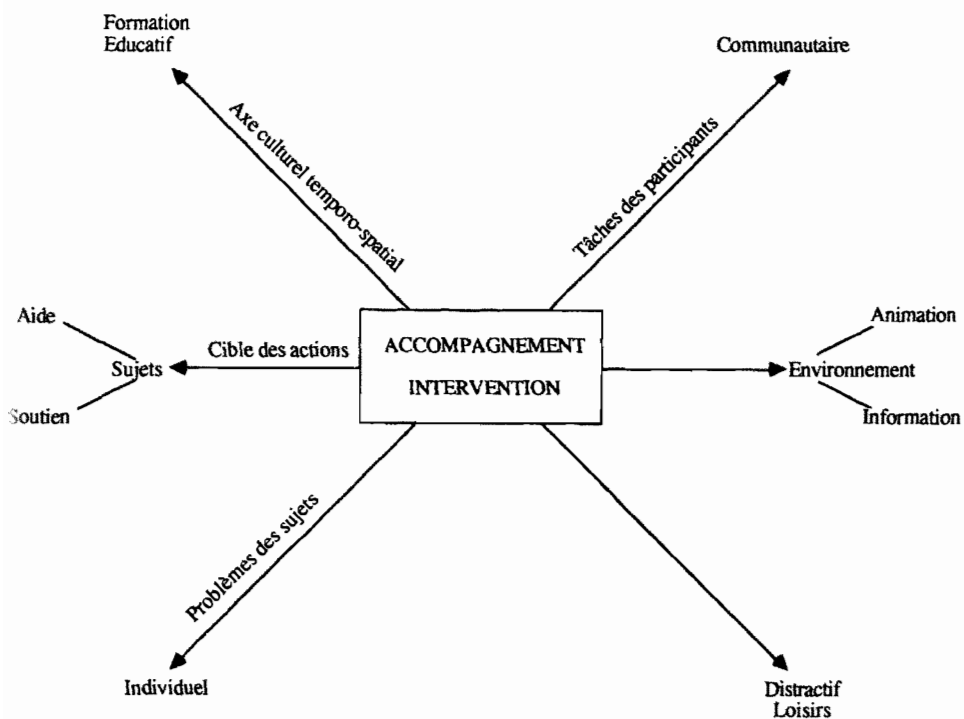 Formation
Educatif
Communautaire
Axe culturel temporo-spatial
Tâches des participants
Aide
Cible des actions
Sujets
Soutien
ACCOMPAGNEMENT
INTERVENTION
Animation
Environnement
Information
Problèmes des sujets
Individuel
Distractif
Loisirs